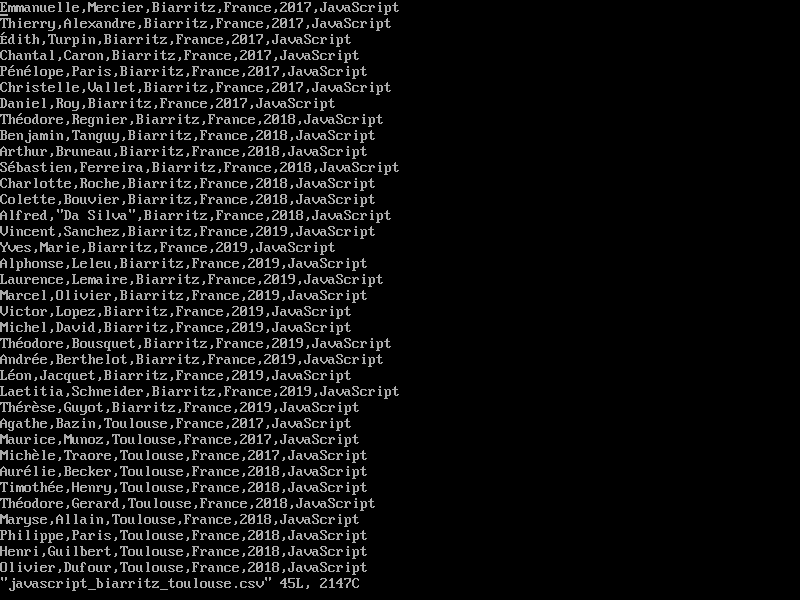 Emmanuelle,Mercier,Biarritz,France,2017,JavaScript
Thierry,Alexandre,Biarritz,France,2017,JavaScript
Édith,Turpin,Biarritz,France,2017,JavaScript
Chantal,Caron,Biarritz,France,2017,JavaScript
Pénélope,Paris,Biarritz,France,2017,JavaScript
Christelle,Vallet,Biarritz,France,2017,JavaScript
Daniel,Roy,Biarritz,France,2017,JavaScript
Théodore,Regnier,Biarritz,France,2018,JavaScript
Benjamin,Tanguy,Biarritz,France,2018,JavaScript
Arthur,Bruneau,Biarritz,France,2018,JavaScript
Sébastien,Ferreira,Biarritz,France,2018,JavaScript
Charlotte,Roche,Biarritz,France,2018,JavaScript
Colette,Bouvier,Biarritz,France,2018,JavaScript
Alfred,"Da Silva",Biarritz,France,2018,JavaScript
Vincent,Sanchez,Biarritz,France,2019,JavaScript
Yves,Marie,Biarritz,France,2019,JavaScript
Alphonse,Leleu,Biarritz,France,2019,JavaScript
Laurence,Lemaire,Biarritz,France,2019,JavaScript
Marcel,Olivier,Biarritz,France,2019,JavaScript
Victor,Lopez,Biarritz,France,2019,JavaScript
Michel,David,Biarritz,France,2019,JavaScript
Théodore,Bousquet,Biarritz,France,2019,JavaScript
Andrée,Berthelot,Biarritz,France,2019,JavaScript
Léon,Jacquet,Biarritz,France,2019,JavaScript
Laetitia,Schneider,Biarritz,France,2019,JavaScript
Thérèse,Guyot,Biarritz,France,2019,JavaScript
Agathe,Bazin,Toulouse,France,2017,JavaScript
Maurice,Munoz,Toulouse,France,2017,JavaScript
Michèle,Traore,Toulouse,France,2017,JavaScript
Aurélie,Becker,Toulouse,France,2018,JavaScript
Timothée,Henry,Toulouse,France,2018,JavaScript
Théodore,Gerard,Toulouse,France,2018,JavaScript
Maryse,Allain,Toulouse,France,2018,JavaScript
Philippe,Paris,Toulouse,France,2018,JavaScript
Henri,Guilbert,Toulouse,France,2018,JavaScript
Olivier,Dufour,Toulouse,France,2018,JavaScript
"javascript_biarritz_toulouse.csv" 45L, 2147C